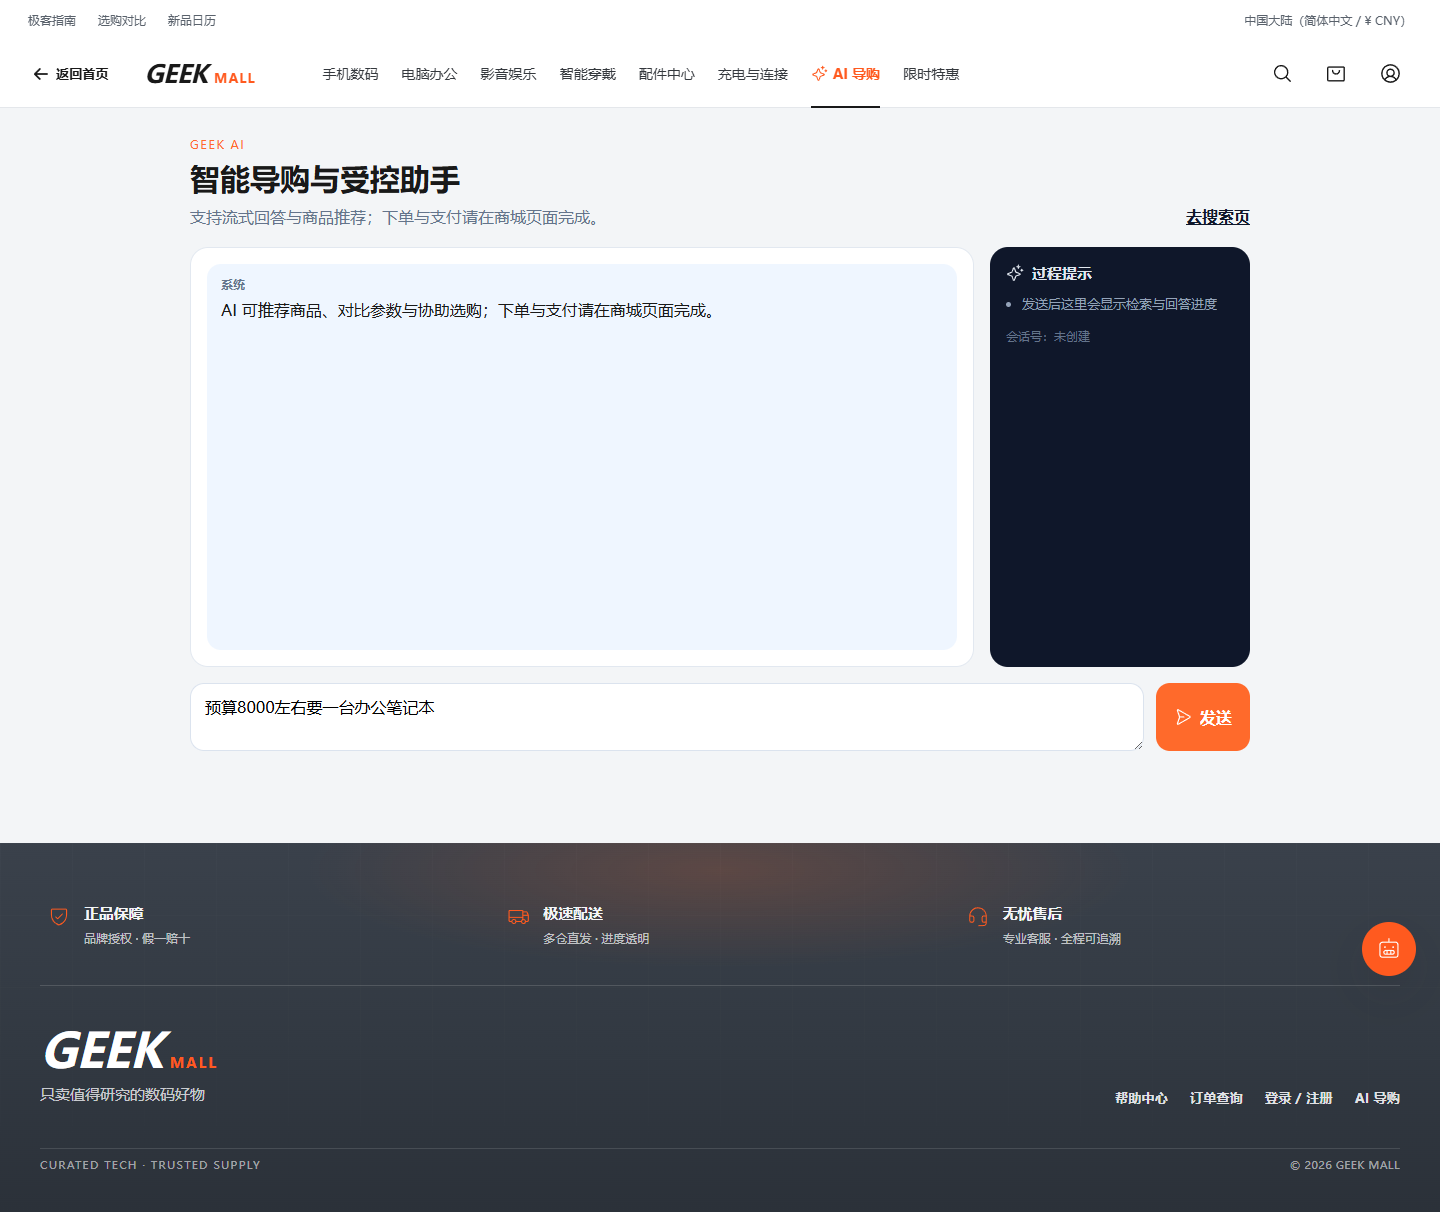 极客指南 选购对比 新品日历 中国大陆（简体中文 / ¥ CNY）
返回首页 GEEK MALL 手机数码 电脑办公 影音娱乐 智能穿戴 配件中心 充电与连接 AI 导购 限时特惠
GEEK AI
智能导购与受控助手
支持流式回答与商品推荐；下单与支付请在商城页面完成。 去搜索页
系统
AI 可推荐商品、对比参数与协助选购；下单与支付请在商城页面完成。
过程提示
发送后这里会显示检索与回答进度
会话号：未创建
预算8000左右要一台办公笔记本
发送
正品保障
品牌授权 · 假一赔十
极速配送
多仓直发 · 进度透明
无忧售后
专业客服 · 全程可追溯
GEEK MALL
只卖值得研究的数码好物
帮助中心 订单查询 登录 / 注册 AI 导购
CURATED TECH · TRUSTED SUPPLY © 2026 GEEK MALL